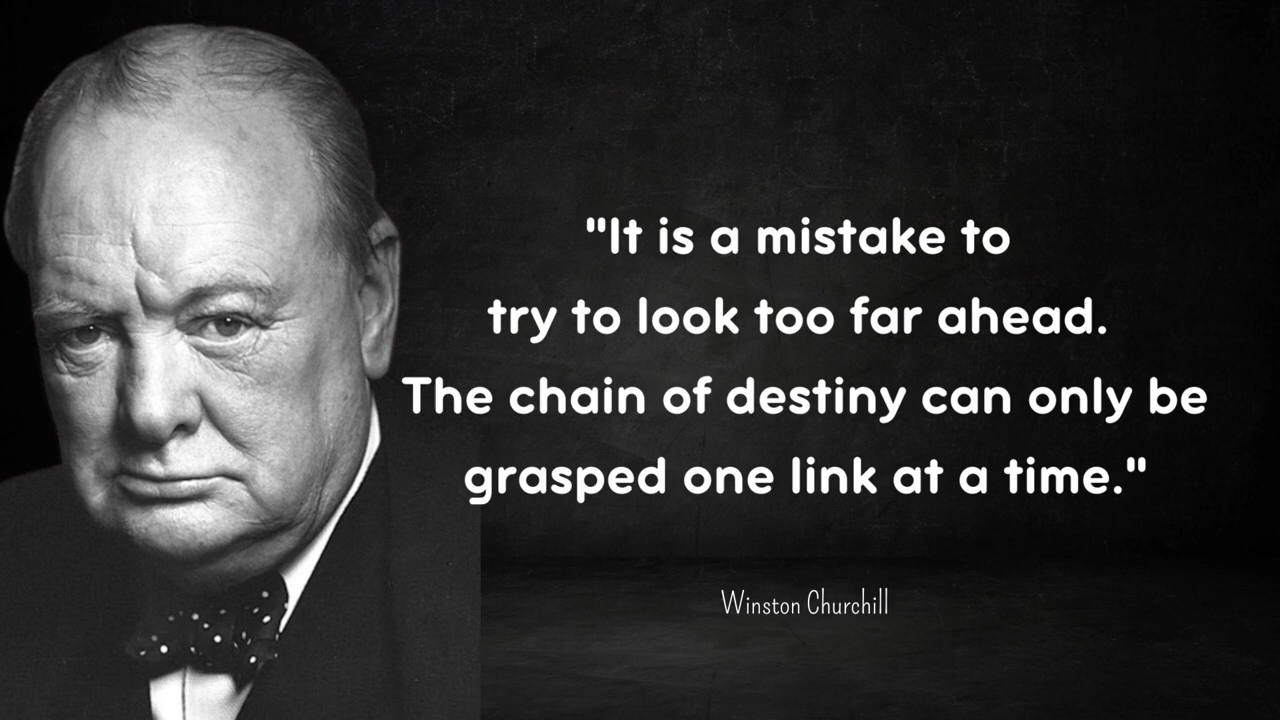 "It is a mistake to
try to look too far ahead.
The chain of destiny can only be
grasped one link at a time."
Winston Churchill